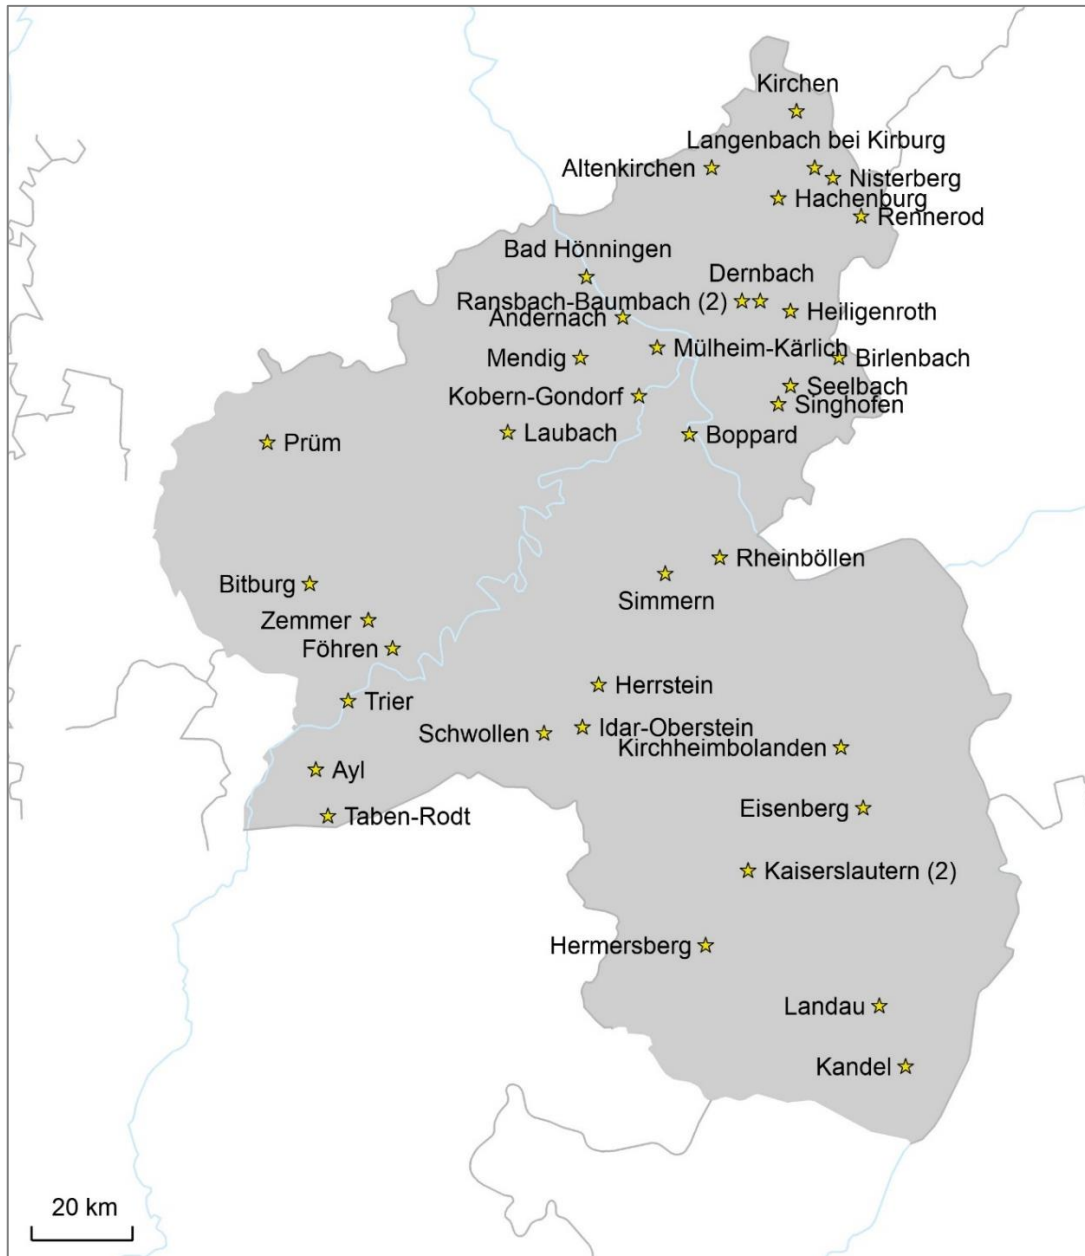 Kirchen
Langenbach bei Kirburg
Altenkirchen
Nisterberg
Hachenburg
Rennerod
Bad Hönningen
Dernbach
Ransbach-Baumbach (2)
Heiligenroth
Andernach
Mülheim-Kärlich
Mendig
Birlenbach
Seelbach
Kobern-Gondorf
Singhofen
Laubach
Boppard
Prüm
Rheinböllen
Bitburg
Simmern
Zemmer
Föhren
Herrstein
Trier
Idar-Oberstein
Schwollen
Kirchheimbolanden
Ayl
Eisenberg
Taben-Rodt
Kaiserslautern (2)
Hermersberg
Landau
Kandel
20 km